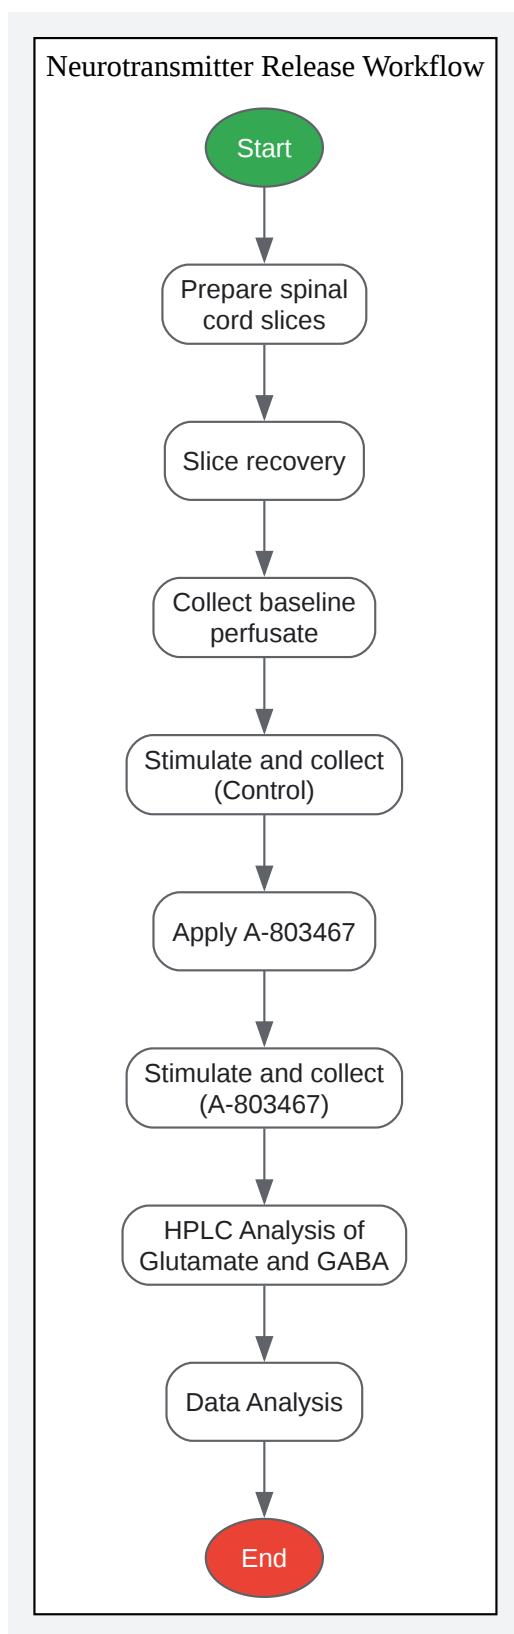 Neurotransmitter Release Workflow
Start
Prepare spinal
cord slices
Slice recovery
Collect baseline
perfusate
Stimulate and collect
(Control)
Apply A-803467
Stimulate and collect
(A-803467)
HPLC Analysis of
Glutamate and GABA
Data Analysis
End